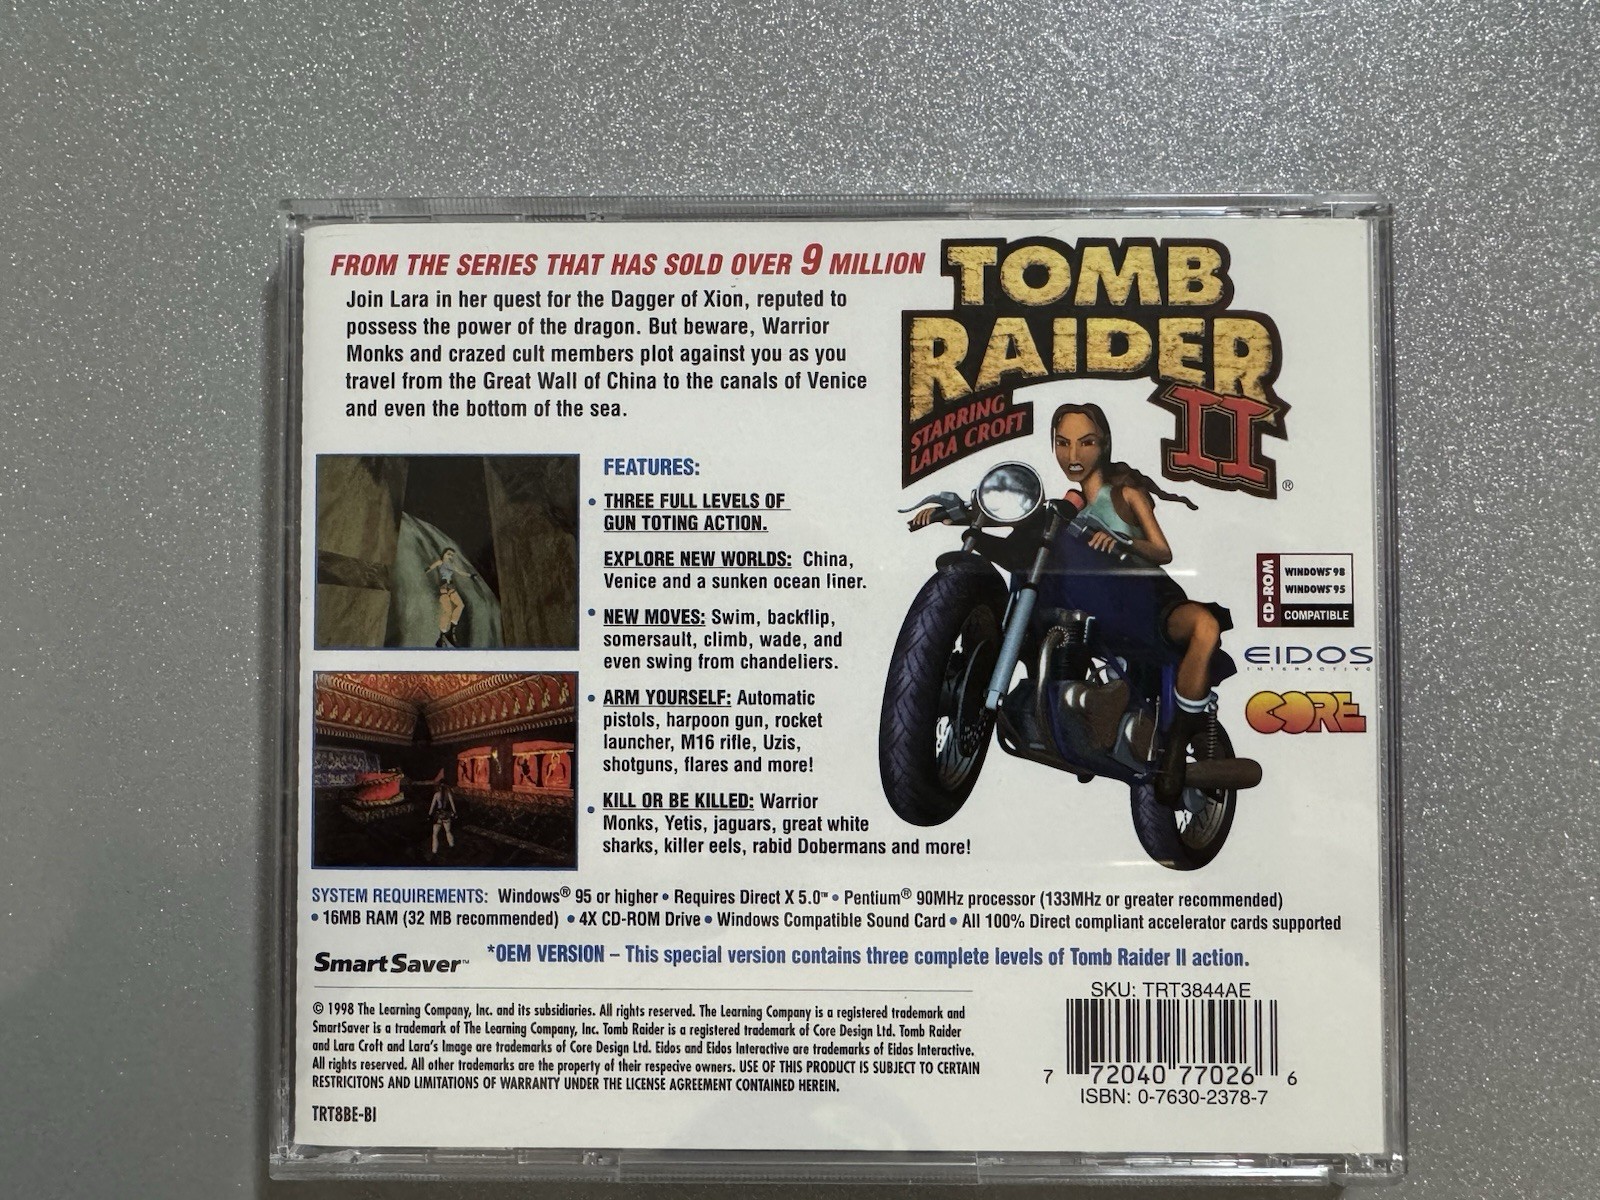 FROM THE SERIES THAT HAS SOLD OVER 9 MILLION
Join Lara in her quest for the Dagger of Xion, reputed to
possess the power of the dragon. But beware, Warrior
Monks and crazed cult members plot against you as you
travel from the Great Wall of China to the canals of Venice
and even the bottom of the sea.
TOMB
RAIDER
II®
STARRING
LARA CROFT
FEATURES:
• THREE FULL LEVELS OF
GUN TOTING ACTION.
EXPLORE NEW WORLDS: China,
Venice and a sunken ocean liner.
• NEW MOVES: Swim, backflip,
somersault, climb, wade, and
even swing from chandeliers.
• ARM YOURSELF: Automatic
pistols, harpoon gun, rocket
launcher, M16 rifle, Uzis,
shotguns, flares and more!
• KILL OR BE KILLED: Warrior
Monks, Yetis, jaguars, great white
sharks, killer eels, rabid Dobermans and more!
CD-ROM
WINDOWS 98
WINDOWS 95
COMPATIBLE
EIDOS
INTERACTIVE
CORE
SYSTEM REQUIREMENTS: Windows® 95 or higher • Requires Direct X 5.0™ • Pentium® 90MHz processor (133MHz or greater recommended)
• 16MB RAM (32 MB recommended) • 4X CD-ROM Drive • Windows Compatible Sound Card • All 100% Direct compliant accelerator cards supported
SmartSaver™
*OEM VERSION – This special version contains three complete levels of Tomb Raider II action.
© 1998 The Learning Company, Inc. and its subsidiaries. All rights reserved. The Learning Company is a registered trademark and
SmartSaver is a trademark of The Learning Company, Inc. Tomb Raider is a registered trademark of Core Design Ltd. Tomb Raider
and Lara Croft and Lara's Image are trademarks of Core Design Ltd. Eidos and Eidos Interactive are trademarks of Eidos Interactive.
All rights reserved. All other trademarks are the property of their respecive owners. USE OF THIS PRODUCT IS SUBJECT TO CERTAIN
RESTRICITONS AND LIMITATIONS OF WARRANTY UNDER THE LICENSE AGREEMENT CONTAINED HEREIN.
TRT8BE-BI
SKU: TRT3844AE
7 72040 77026 6
ISBN: 0-7630-2378-7